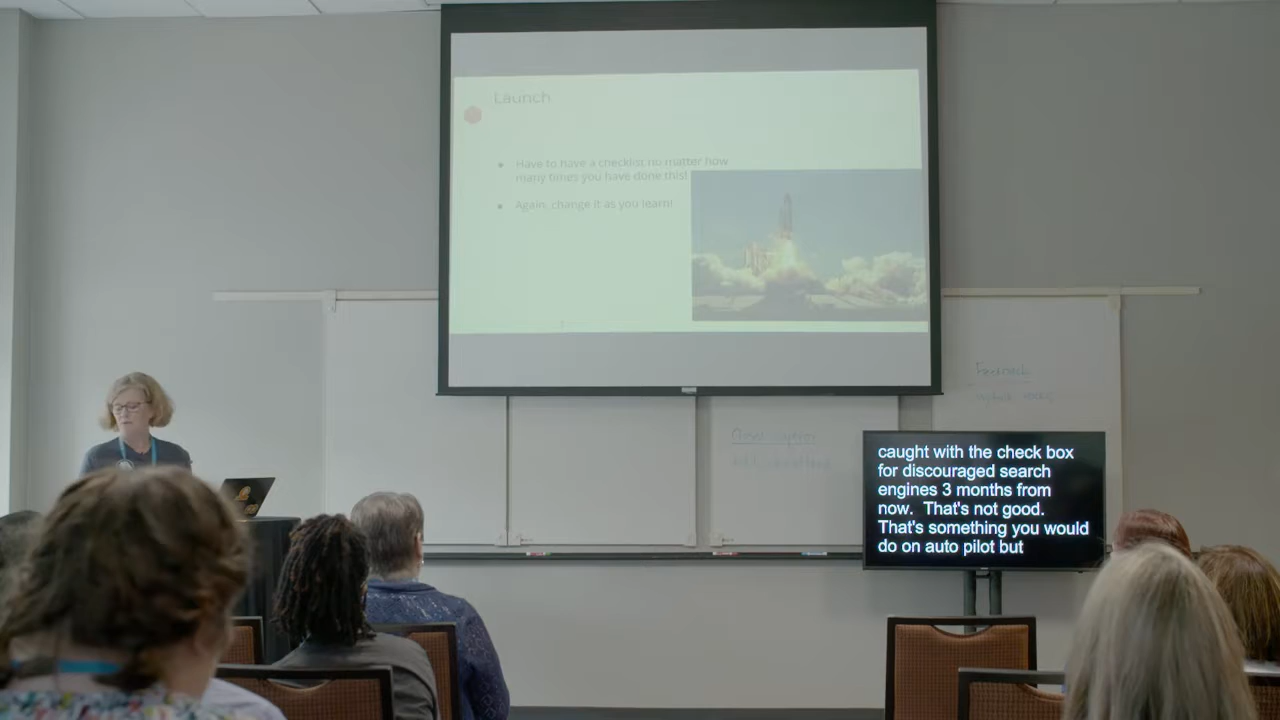 Launch
Have to have a checklist no matter how
many times you have done this!
Again, change it as you learn!
Feedback
caught with the check box
for discouraged search
engines 3 months from
now. That's not good.
That's something you would
do on auto pilot but